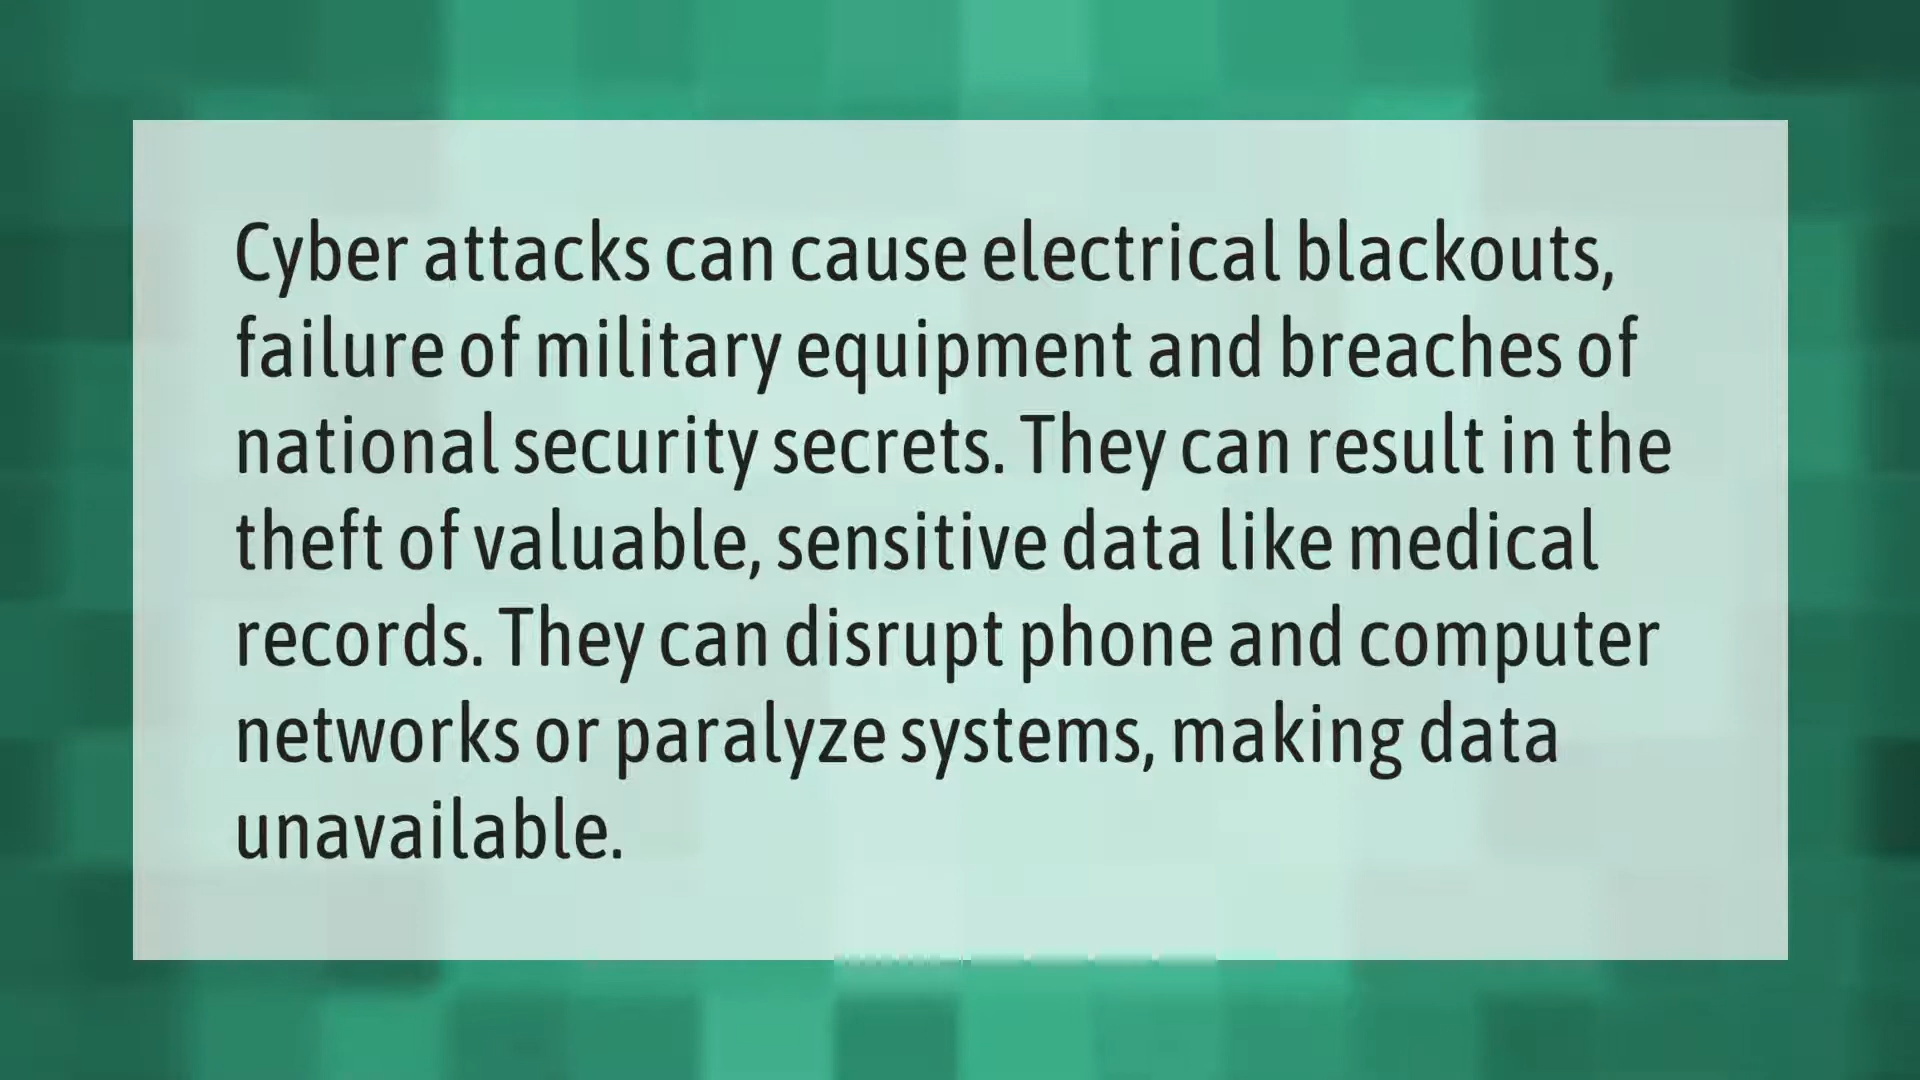 Cyber attacks can cause electrical blackouts,
failure of military equipment and breaches of
national security secrets. They can result in the
theft of valuable, sensitive data like medical
records. They can disrupt phone and computer
networks or paralyze systems, making data
unavailable.